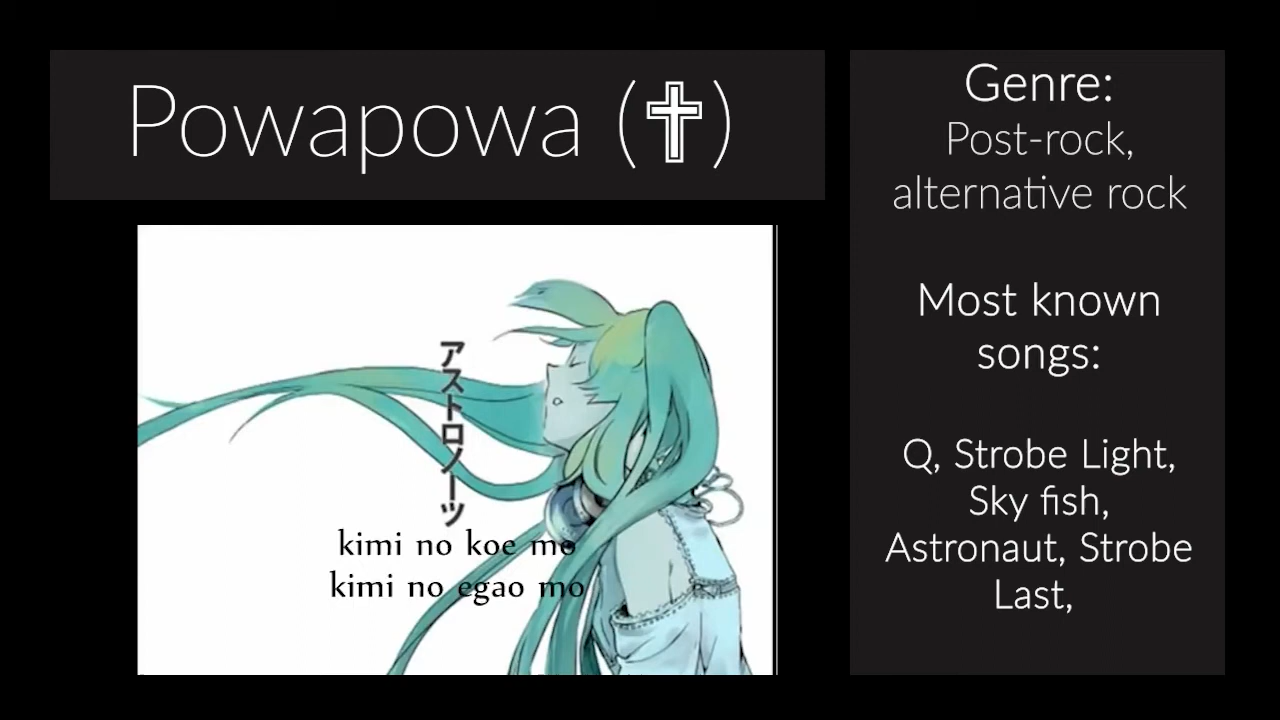 Powapowa (✞)
Genre:
Post-rock,
alternative rock
Most known
songs:
Q, Strobe Light,
Sky fish,
Astronaut, Strobe
Last,
アストロノーツ
kimi no koe mo
kimi no egao mo